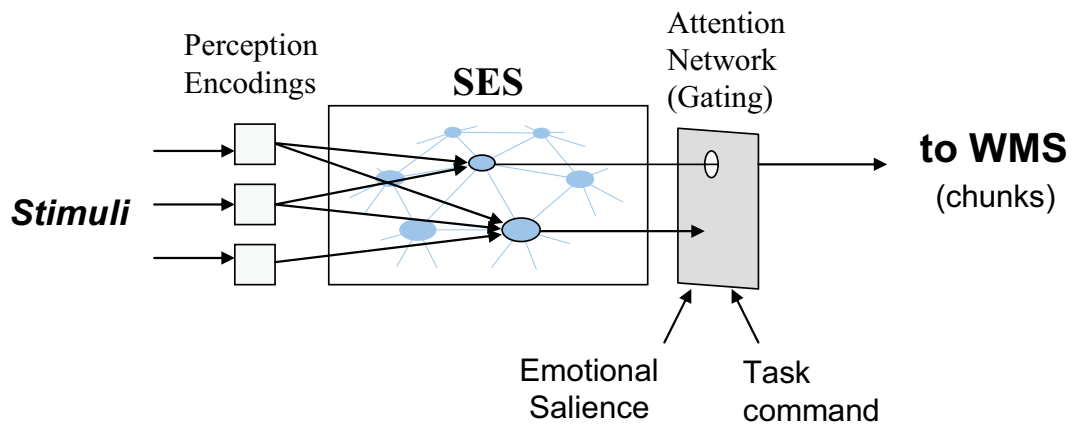 Perception
Encodings
SES
Attention
Network
(Gating)
Stimuli
to WMS
(chunks)
Emotional
Salience
Task
command